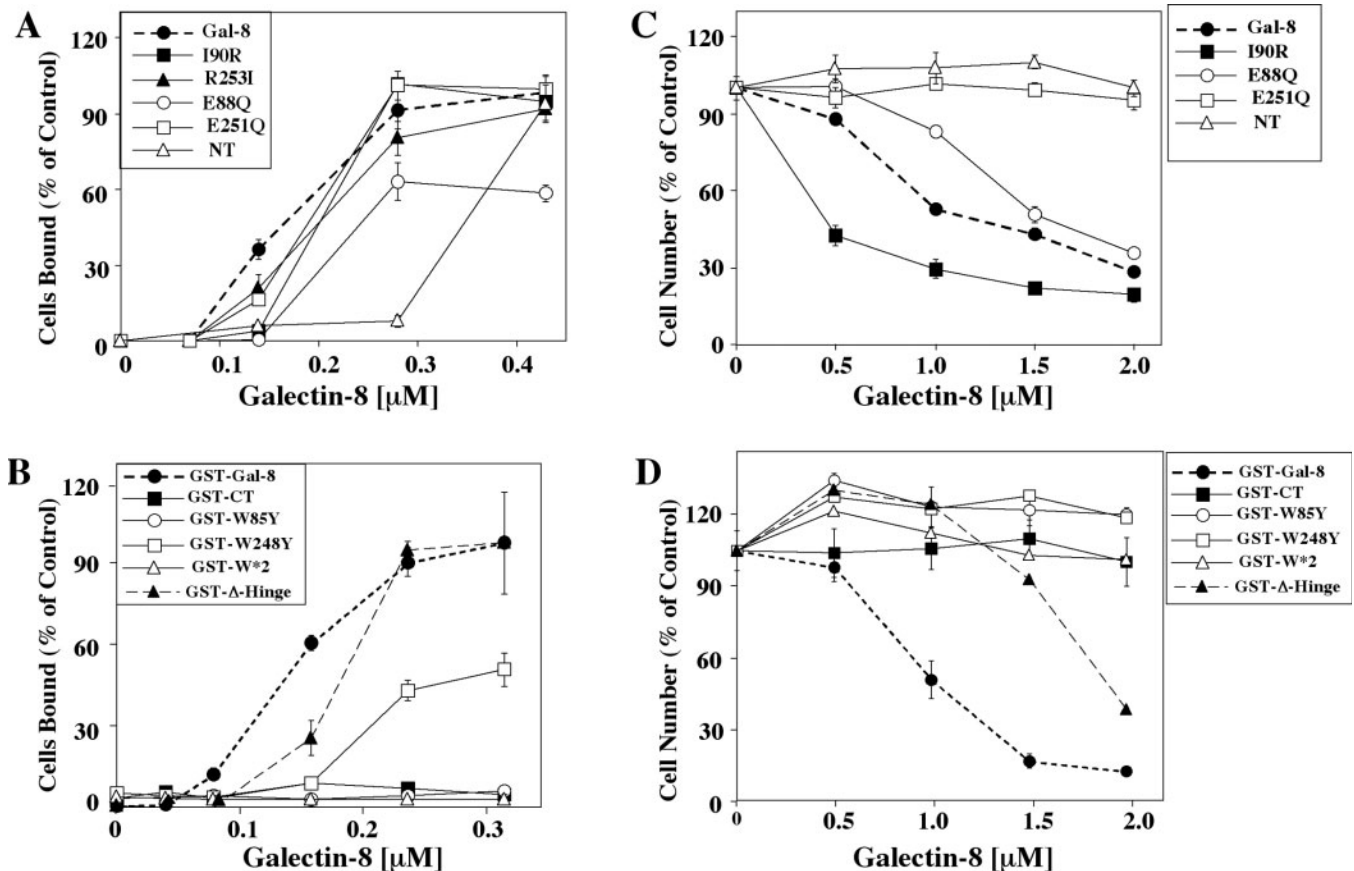 A
Cells Bound (% of Control)
120
90
60
30
0
Gal-8
I90R
R253I
E88Q
E251Q
NT
0 0.1 0.2 0.3 0.4
Galectin-8 [μM]
C
Cell Number (% of Control)
120
90
60
30
0
0 0.5 1.0 1.5 2.0
Galectin-8 [μM]
Gal-8
I90R
E88Q
E251Q
NT
B
Cells Bound (% of Control)
120
90
60
30
0
GST-Gal-8
GST-CT
GST-W85Y
GST-W248Y
GST-W*2
GST-Δ-Hinge
0 0.1 0.2 0.3
Galectin-8 [μM]
D
Cell Number (% of Control)
120
90
60
30
0
0 0.5 1.0 1.5 2.0
Galectin-8 [μM]
GST-Gal-8
GST-CT
GST-W85Y
GST-W248Y
GST-W*2
GST-Δ-Hinge